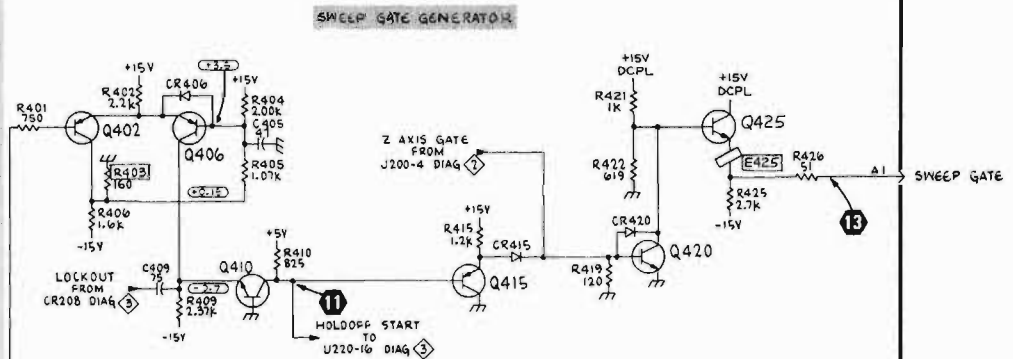 SWEEP GATE GENERATOR
+15V
R402
2.2K
CR406
+3.5
+15V
R404
2.00K
C405
47
R401
750
Q402
Q406
R403
160
R405
1.07K
+0.15
R406
1.6K
-15V
LOCKOUT
FROM
CR208 DIAG 3
C409
75
R409
2.37K
-15V
Q410
+5V
R410
825
11
HOLDOFF START
TO
U220-16 DIAG 3
Z AXIS GATE
FROM
J200-4 DIAG 2
+15V
R415
1.2K
CR415
Q415
R419
120
CR420
Q420
+15V
DCPL
R421
1K
R422
619
+15V
DCPL
Q425
E425
R425
2.7K
-15V
R426
51
13
A1
SWEEP GATE